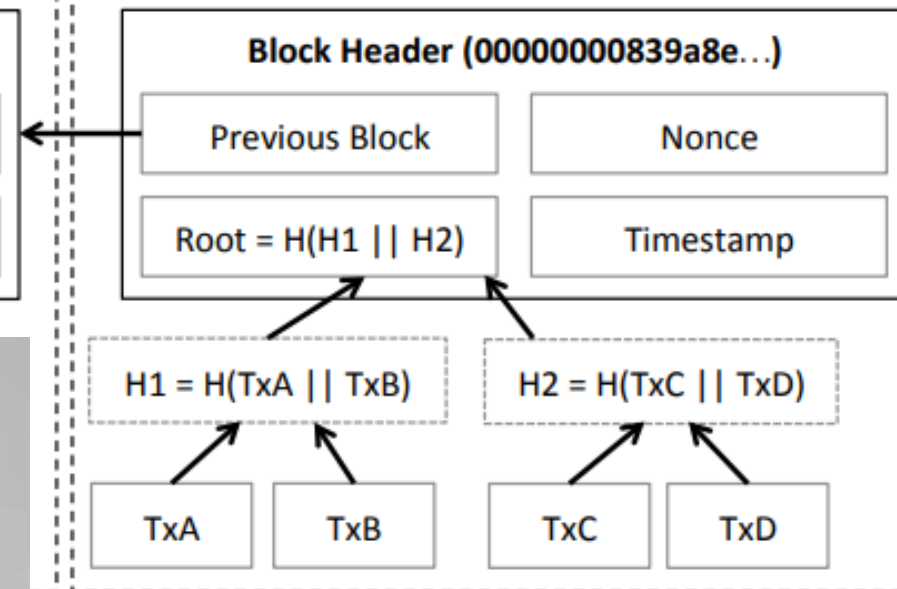 Block Header (00000000839a8e...)
Previous Block
Nonce
Root = H(H1 || H2)
Timestamp
H1 = H(TxA || TxB)
H2 = H(TxC || TxD)
TxA
TxB
TxC
TxD